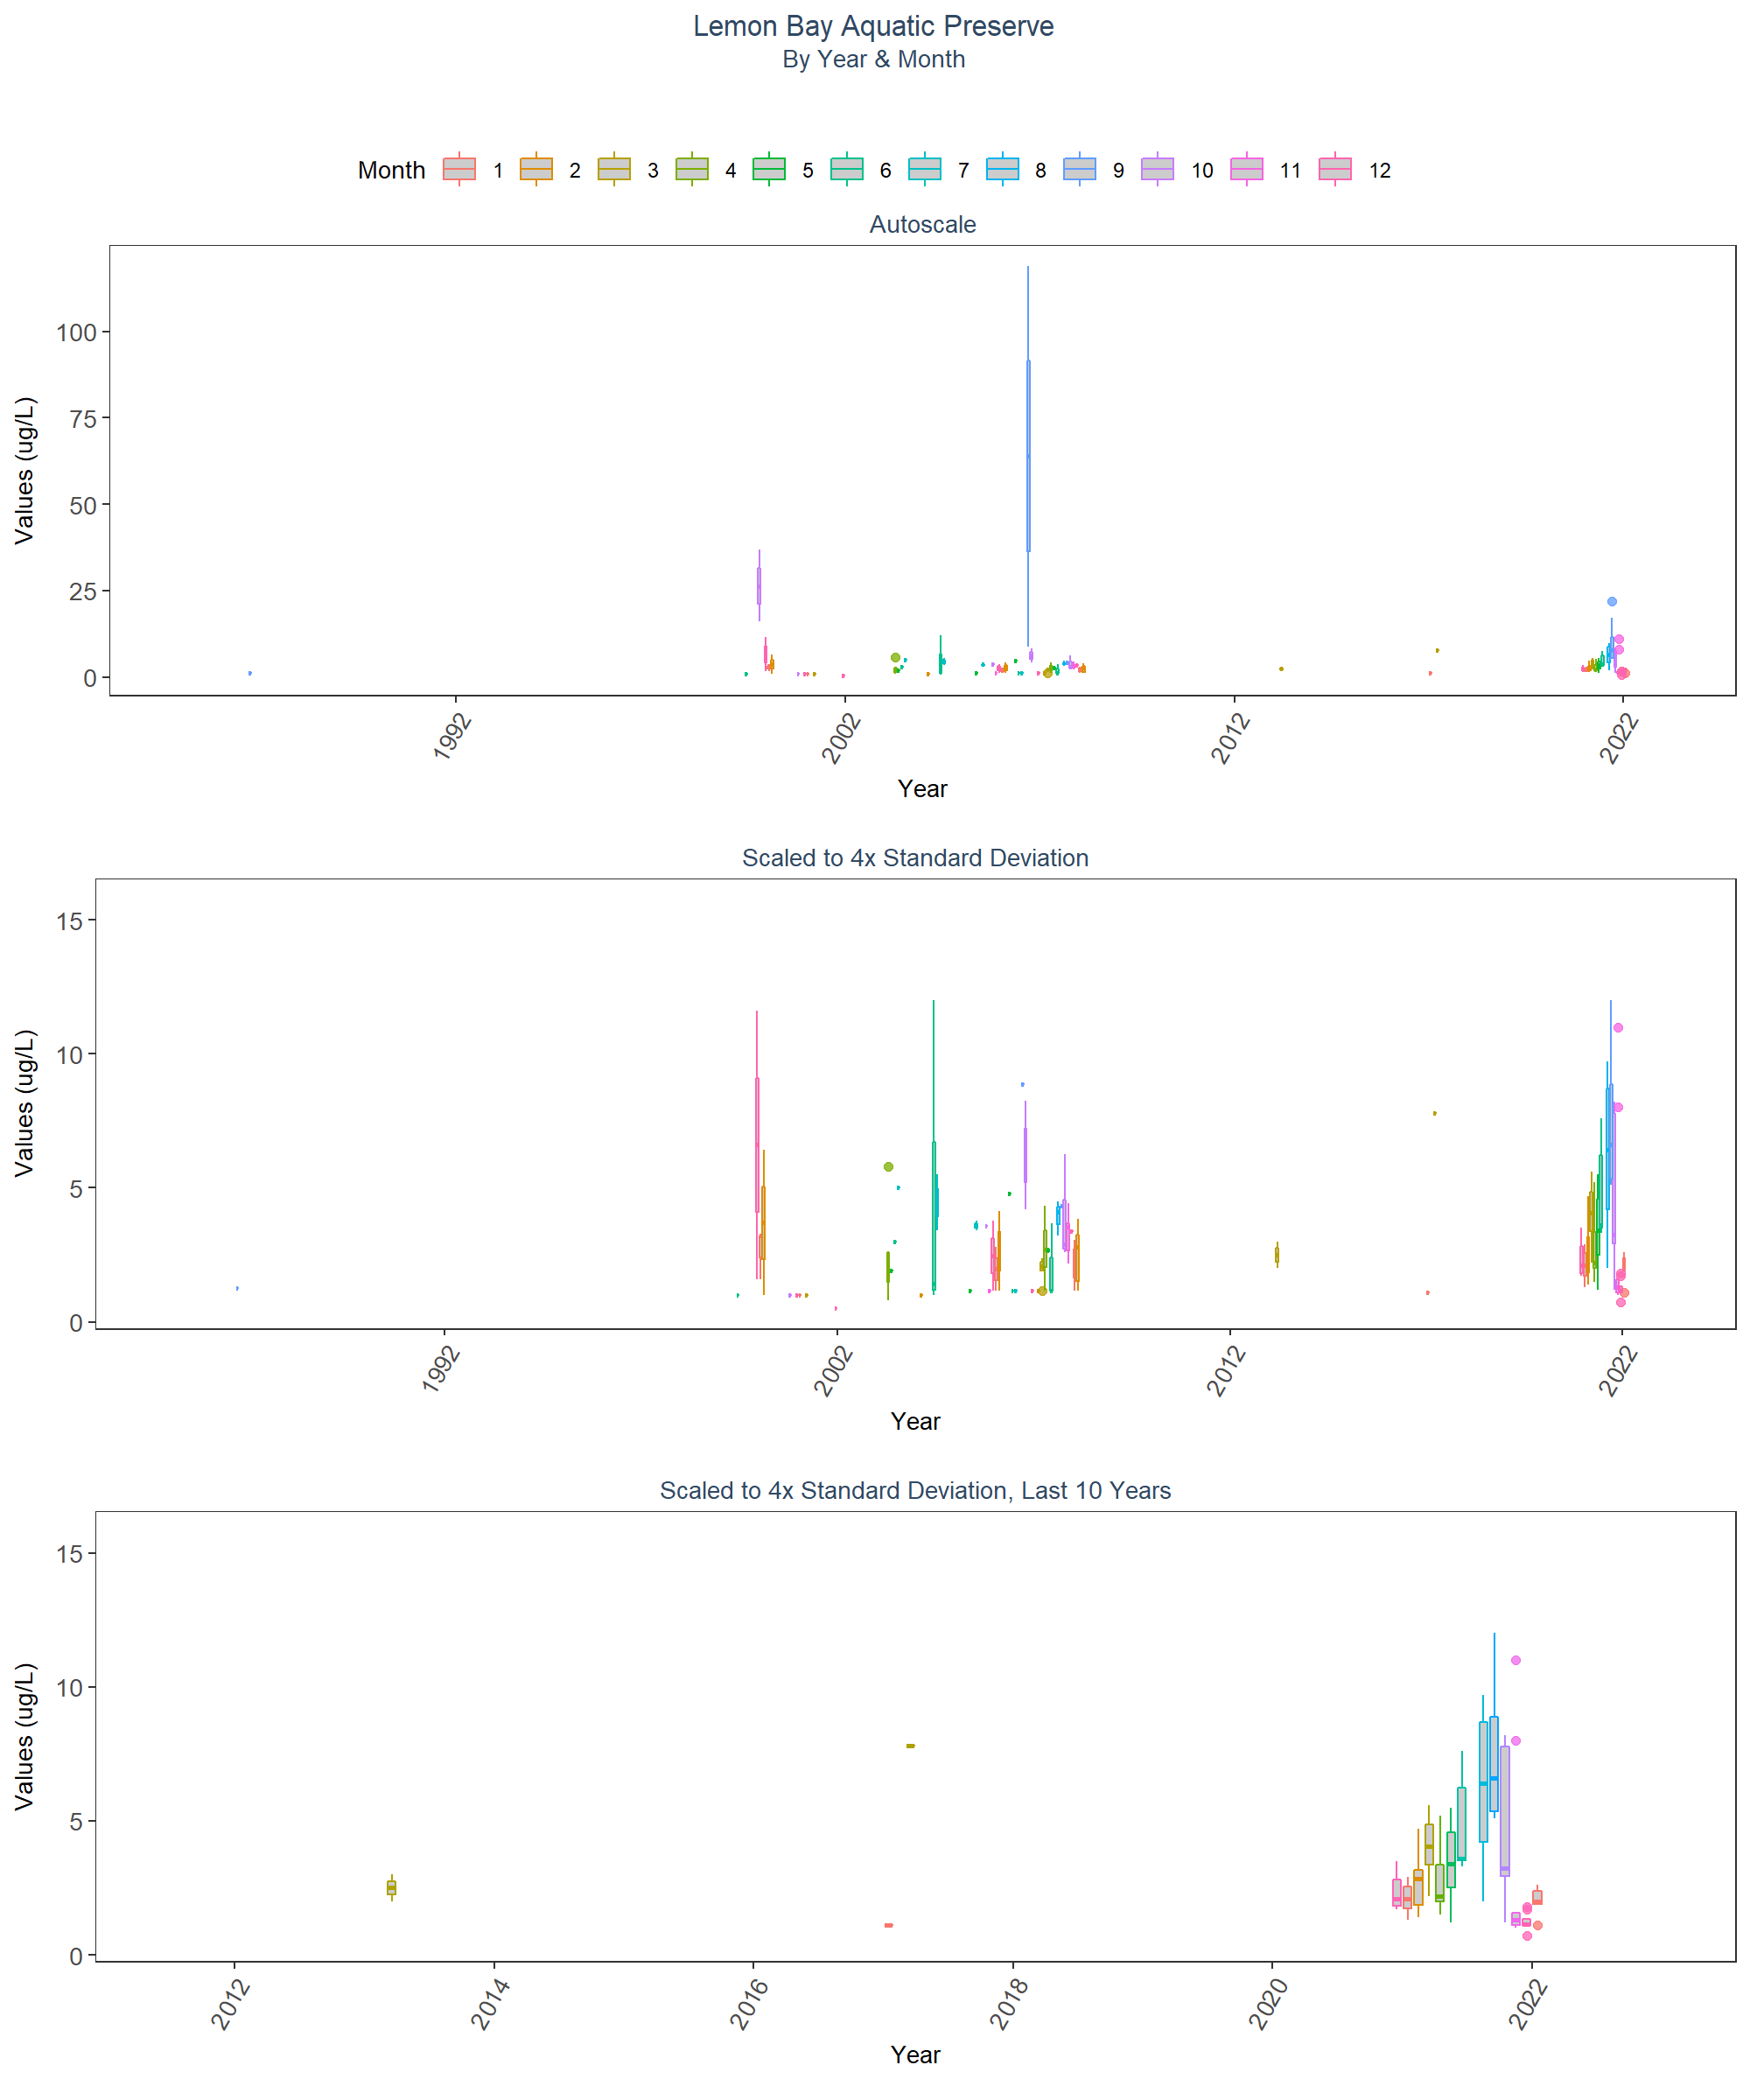 Lemon Bay Aquatic Preserve
By Year & Month
Month 1 2 3 4 5 6 7 8 9 10 11 12
Autoscale
Values (ug/L)
100
75
50
25
0
1992 2002 2012 2022
Year
Scaled to 4x Standard Deviation
Values (ug/L)
15
10
5
0
1992 2002 2012 2022
Year
Scaled to 4x Standard Deviation, Last 10 Years
Values (ug/L)
15
10
5
0
2012 2014 2016 2018 2020 2022
Year